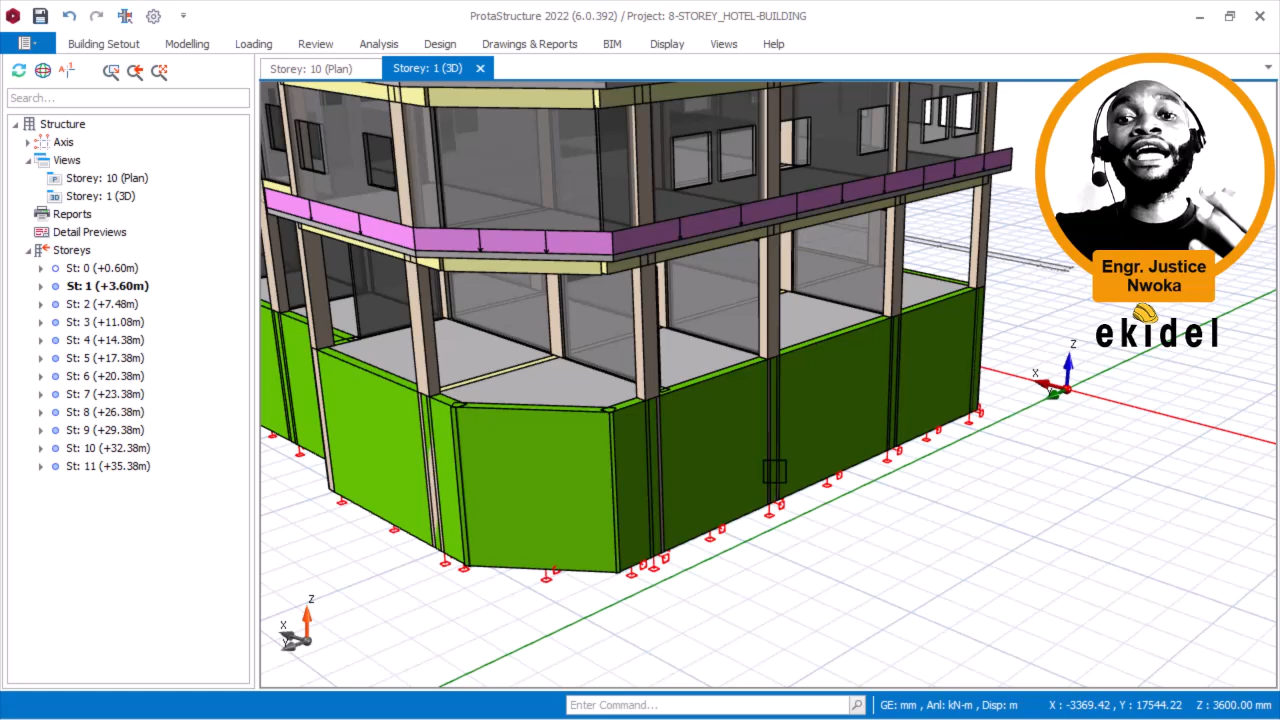 ProtaStructure 2022 (6.0.392) / Project: 8-STOREY_HOTEL-BUILDING
Building Setout Modelling Loading Review Analysis Design Drawings & Reports BIM Display Views Help
Storey: 10 (Plan) Storey: 1 (3D)
Search...
Structure
Axis
Views
Storey: 10 (Plan)
Storey: 1 (3D)
Reports
Detail Previews
Storeys
St: 0 (+0.60m)
St: 1 (+3.60m)
St: 2 (+7.48m)
St: 3 (+11.08m)
St: 4 (+14.38m)
St: 5 (+17.38m)
St: 6 (+20.38m)
St: 7 (+23.38m)
St: 8 (+26.38m)
St: 9 (+29.38m)
St: 10 (+32.38m)
St: 11 (+35.38m)
Engr. Justice
Nwoka
ekidel
Z
X
Y
Z
X
Y
Enter Command...
GE: mm , Anl: kN-m , Disp: m
X : -3369.42 , Y : 17544.22 Z : 3600.00 mm